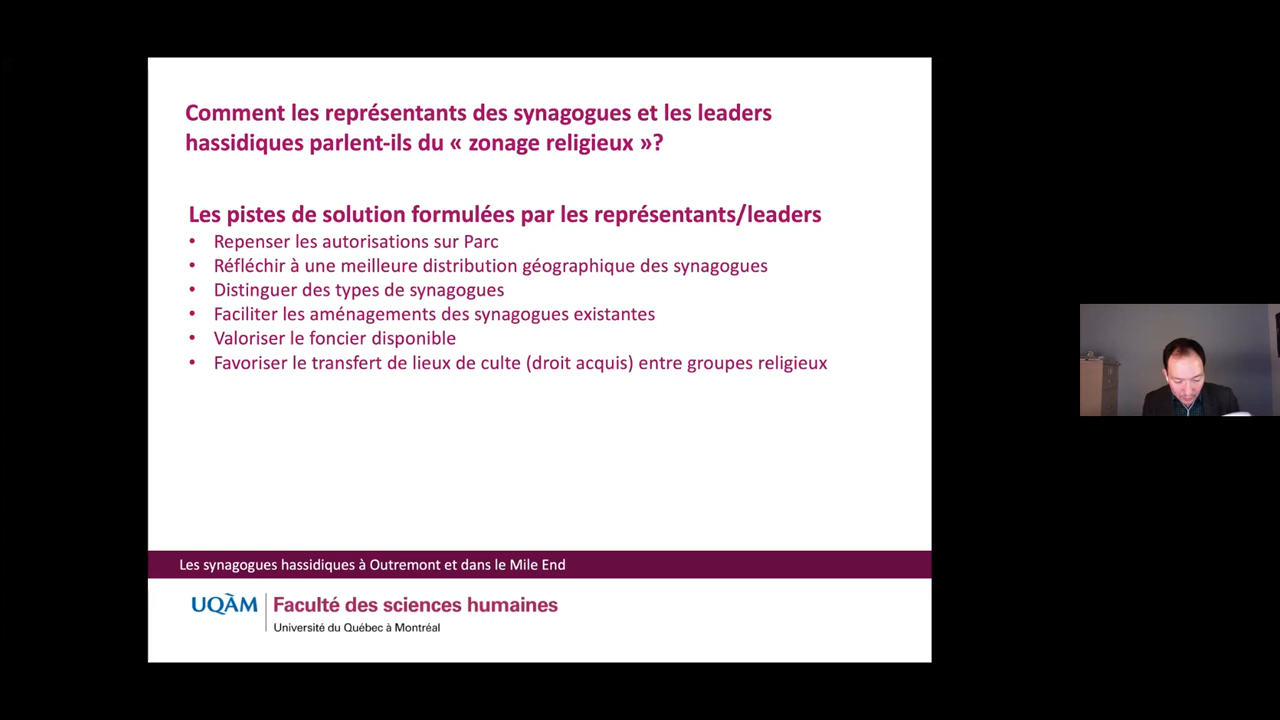 Comment les représentants des synagogues et les leaders
hassidiques parlent-ils du « zonage religieux »?
Les pistes de solution formulées par les représentants/leaders
• Repenser les autorisations sur Parc
• Réfléchir à une meilleure distribution géographique des synagogues
• Distinguer des types de synagogues
• Faciliter les aménagements des synagogues existantes
• Valoriser le foncier disponible
• Favoriser le transfert de lieux de culte (droit acquis) entre groupes religieux
Les synagogues hassidiques à Outremont et dans le Mile End
UQÀM
Faculté des sciences humaines
Université du Québec à Montréal